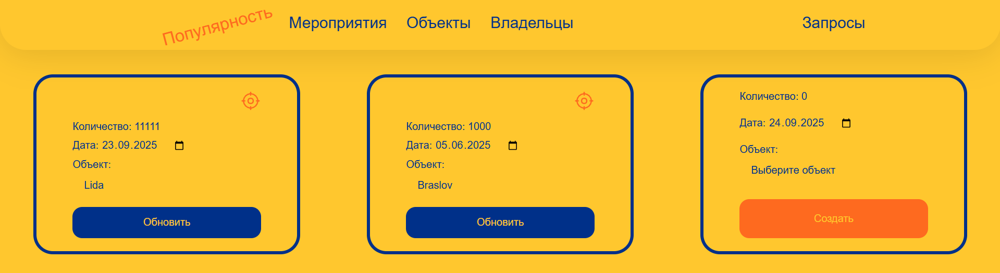 Популярность Мероприятия Объекты Владельцы Запросы
Количество: 11111
Дата: 23.09.2025
Объект:
Lida
Обновить
Количество: 1000
Дата: 05.06.2025
Объект:
Braslov
Обновить
Количество: 0
Дата: 24.09.2025
Объект:
Выберите объект
Создать